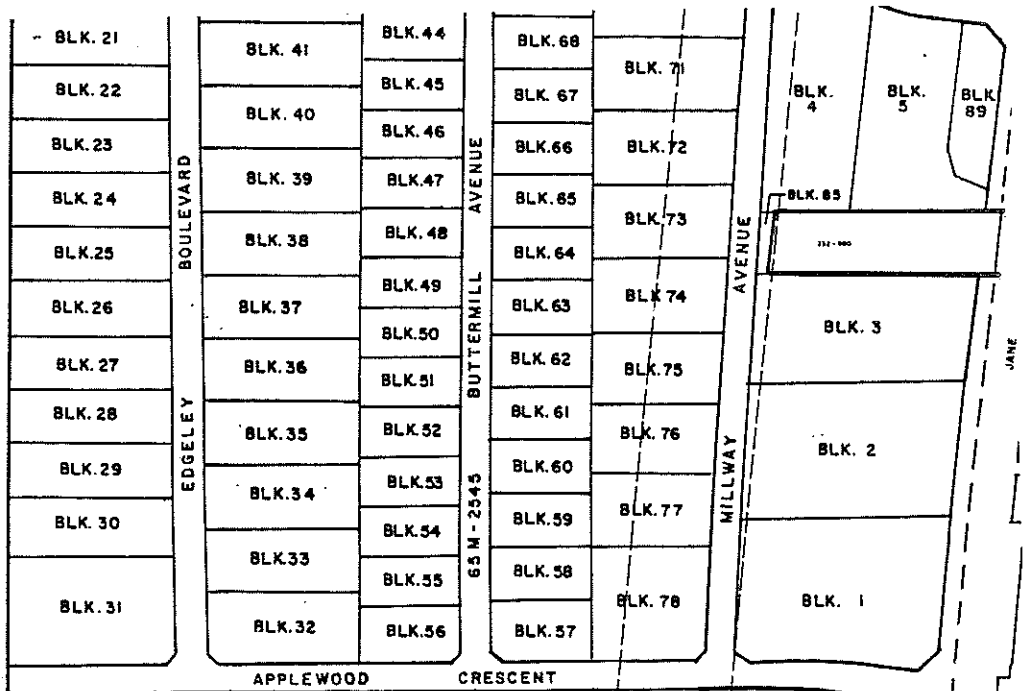 BLK. 21
BLK. 22
BLK. 23
BLK. 24
BLK. 25
BLK. 26
BLK. 27
BLK. 28
BLK. 29
BLK. 30
BLK. 31
EDGELEY BOULEVARD
BLK. 41
BLK. 40
BLK. 39
BLK. 38
BLK. 37
BLK. 36
BLK. 35
BLK. 34
BLK. 33
BLK. 32
BLK. 44
BLK. 45
BLK. 46
BLK. 47
BLK. 48
BLK. 49
BLK. 50
BLK. 51
BLK. 52
BLK. 53
BLK. 54
BLK. 55
BLK. 56
65M-2545 BUTTERMILL AVENUE
BLK. 68
BLK. 67
BLK. 66
BLK. 65
BLK. 64
BLK. 63
BLK. 62
BLK. 61
BLK. 60
BLK. 59
BLK. 58
BLK. 57
BLK. 71
BLK. 72
BLK. 73
BLK. 74
BLK. 75
BLK. 76
BLK. 77
BLK. 78
MILLWAY AVENUE
BLK. 4
BLK. 5
BLK. 89
BLK. 85
BLK. 3
BLK. 2
BLK. 1
JANE
APPLEWOOD CRESCENT